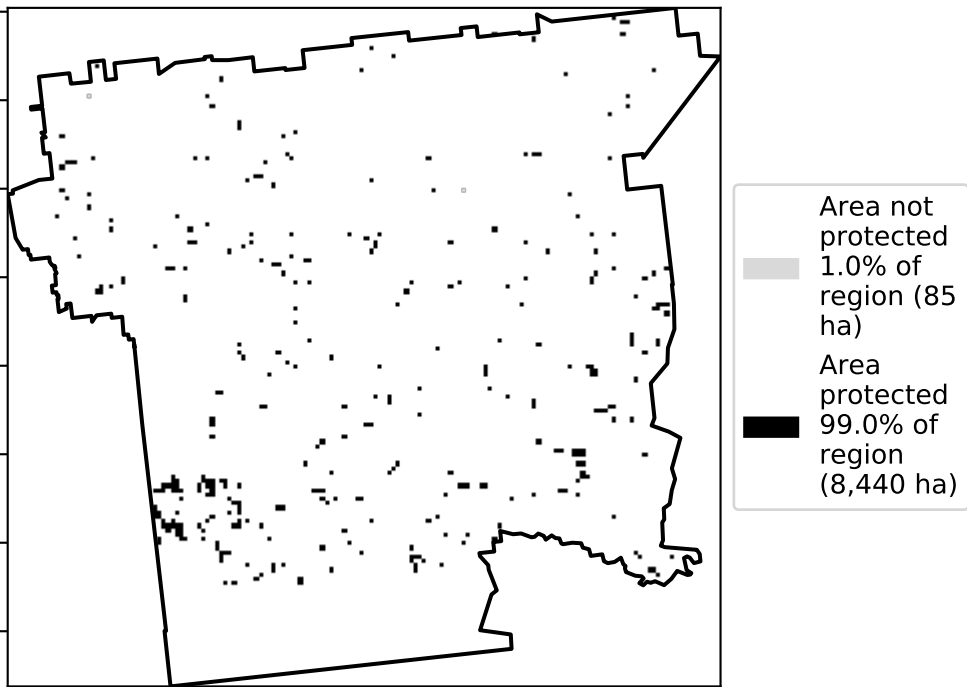 Area not
protected
1.0% of
region (85
ha)
Area
protected
99.0% of
region
(8,440 ha)